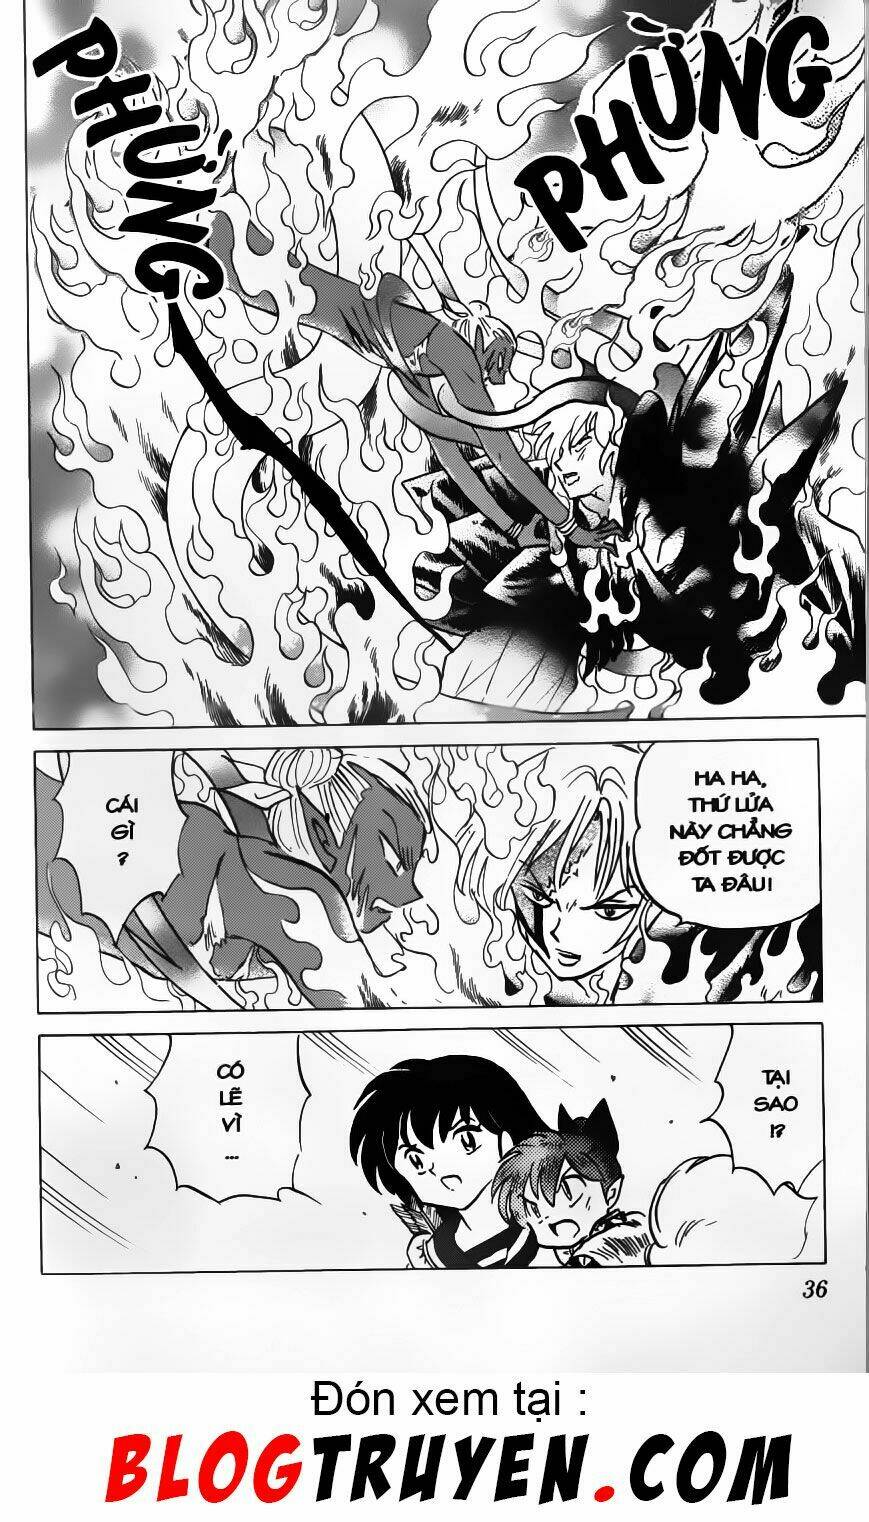 PHỪNG
PHỪNG
HA HA,
THỨ LỬA
NÀY CHẲNG
ĐỐT ĐƯỢC
TA ĐÂU!
CÁI
GÌ
?
TẠI
SAO
!?
CÓ
LẼ
VÌ
...
36
Đón xem tại :
BLOGTRUYEN.COM